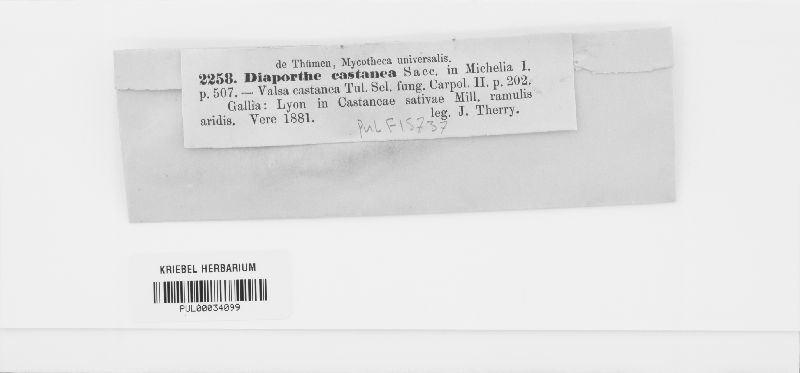 de Thümen, Mycotheca universalis.
2258. Diaporthe castanea Sacc. in Michelia I.
p. 507. — Valsa castanea Tul. Sel. fung. Carpol. II. p. 202.
Gallia: Lyon in Castaneae sativae Mill. ramulis
aridis. Vere 1881. leg. J. Therry.
PUL F15737
KRIEBEL HERBARIUM
PUL00034099